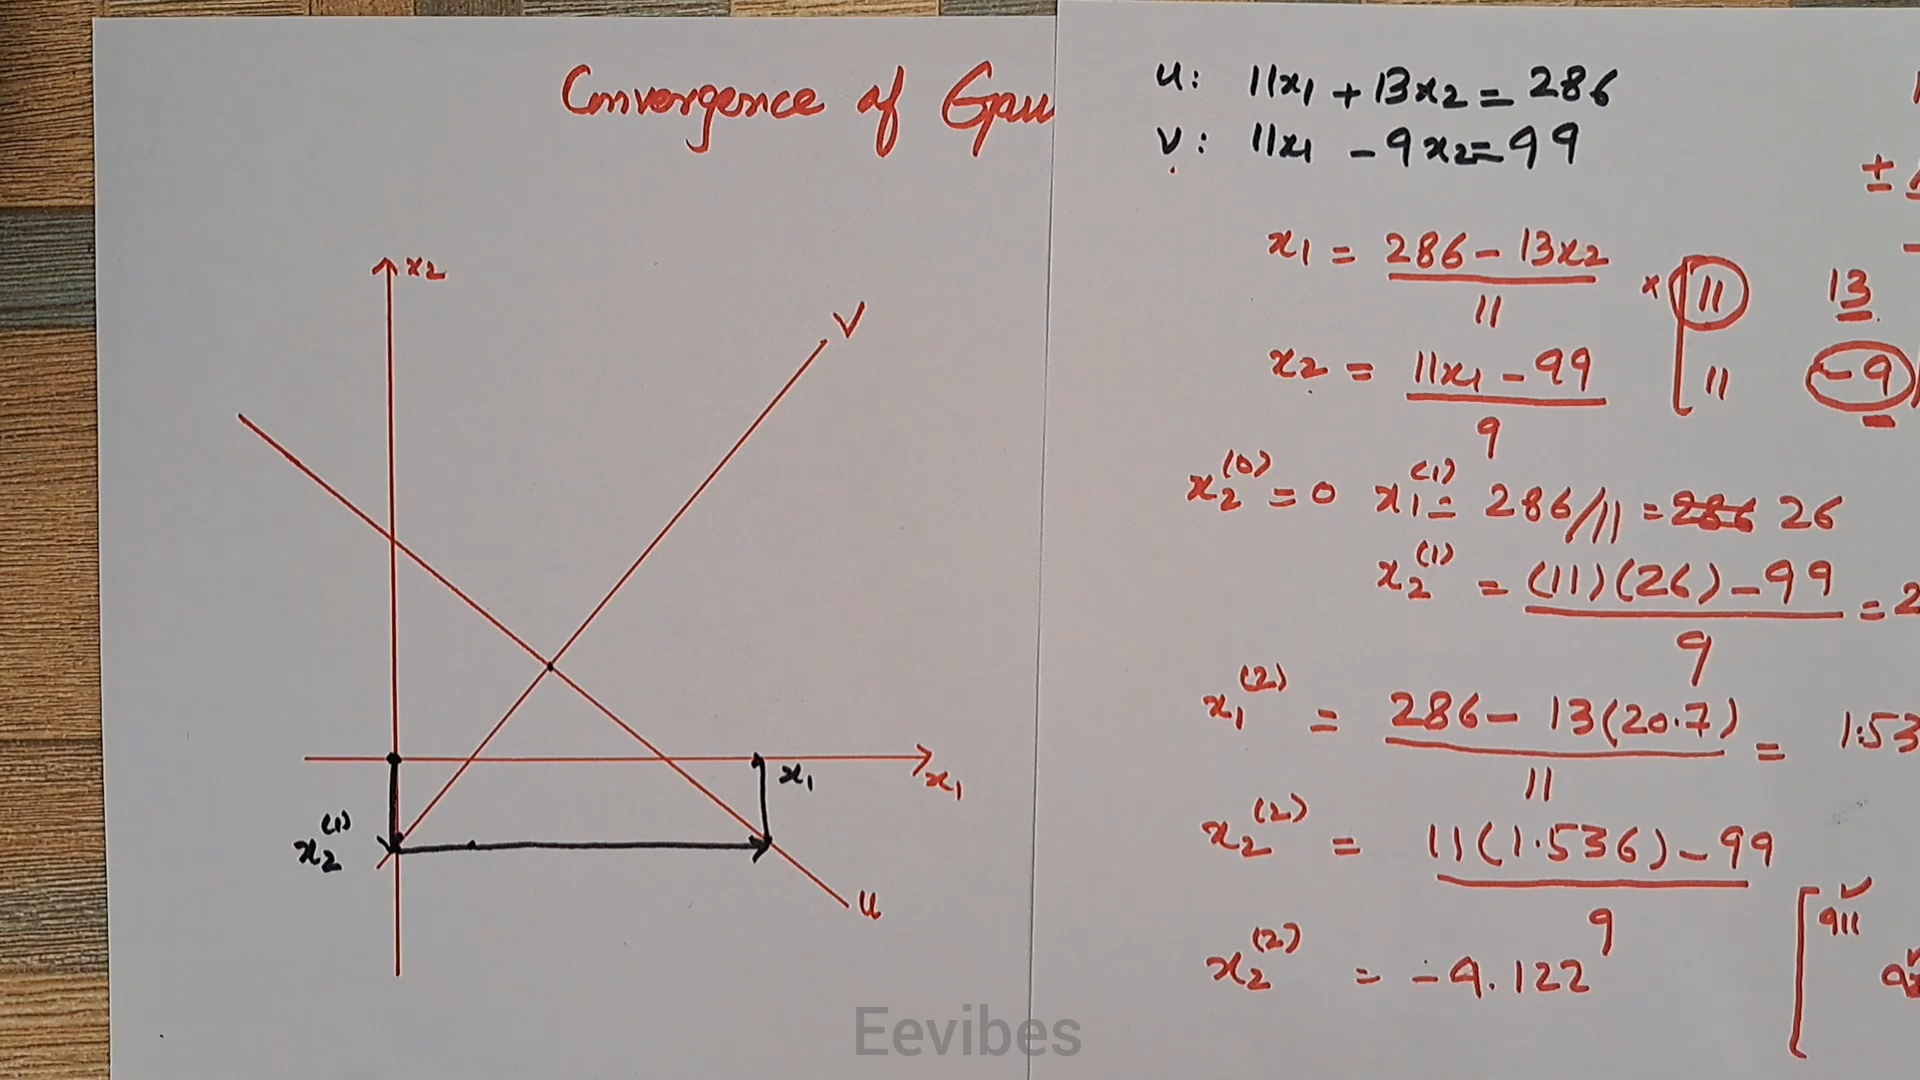 Convergence of Gau
x2
V
x1
x1
x2^(1)
u
u: 11x1 + 13x2 = 286
v: 11x1 - 9x2 = 99
±
x1 = 286 - 13x2 / 11
x2 = 11x1 - 99 / 9
* [ 11 13
11 -9
x2^(0) = 0 x1^(1) = 286/11 = 286 26
x2^(1) = (11)(26) - 99 / 9 = 2
x1^(2) = 286 - 13(20.7) / 11 = 1.53
x2^(2) = 11(1.536) - 99 / 9
x2^(2) = -9.122
[ a11
Eevibes